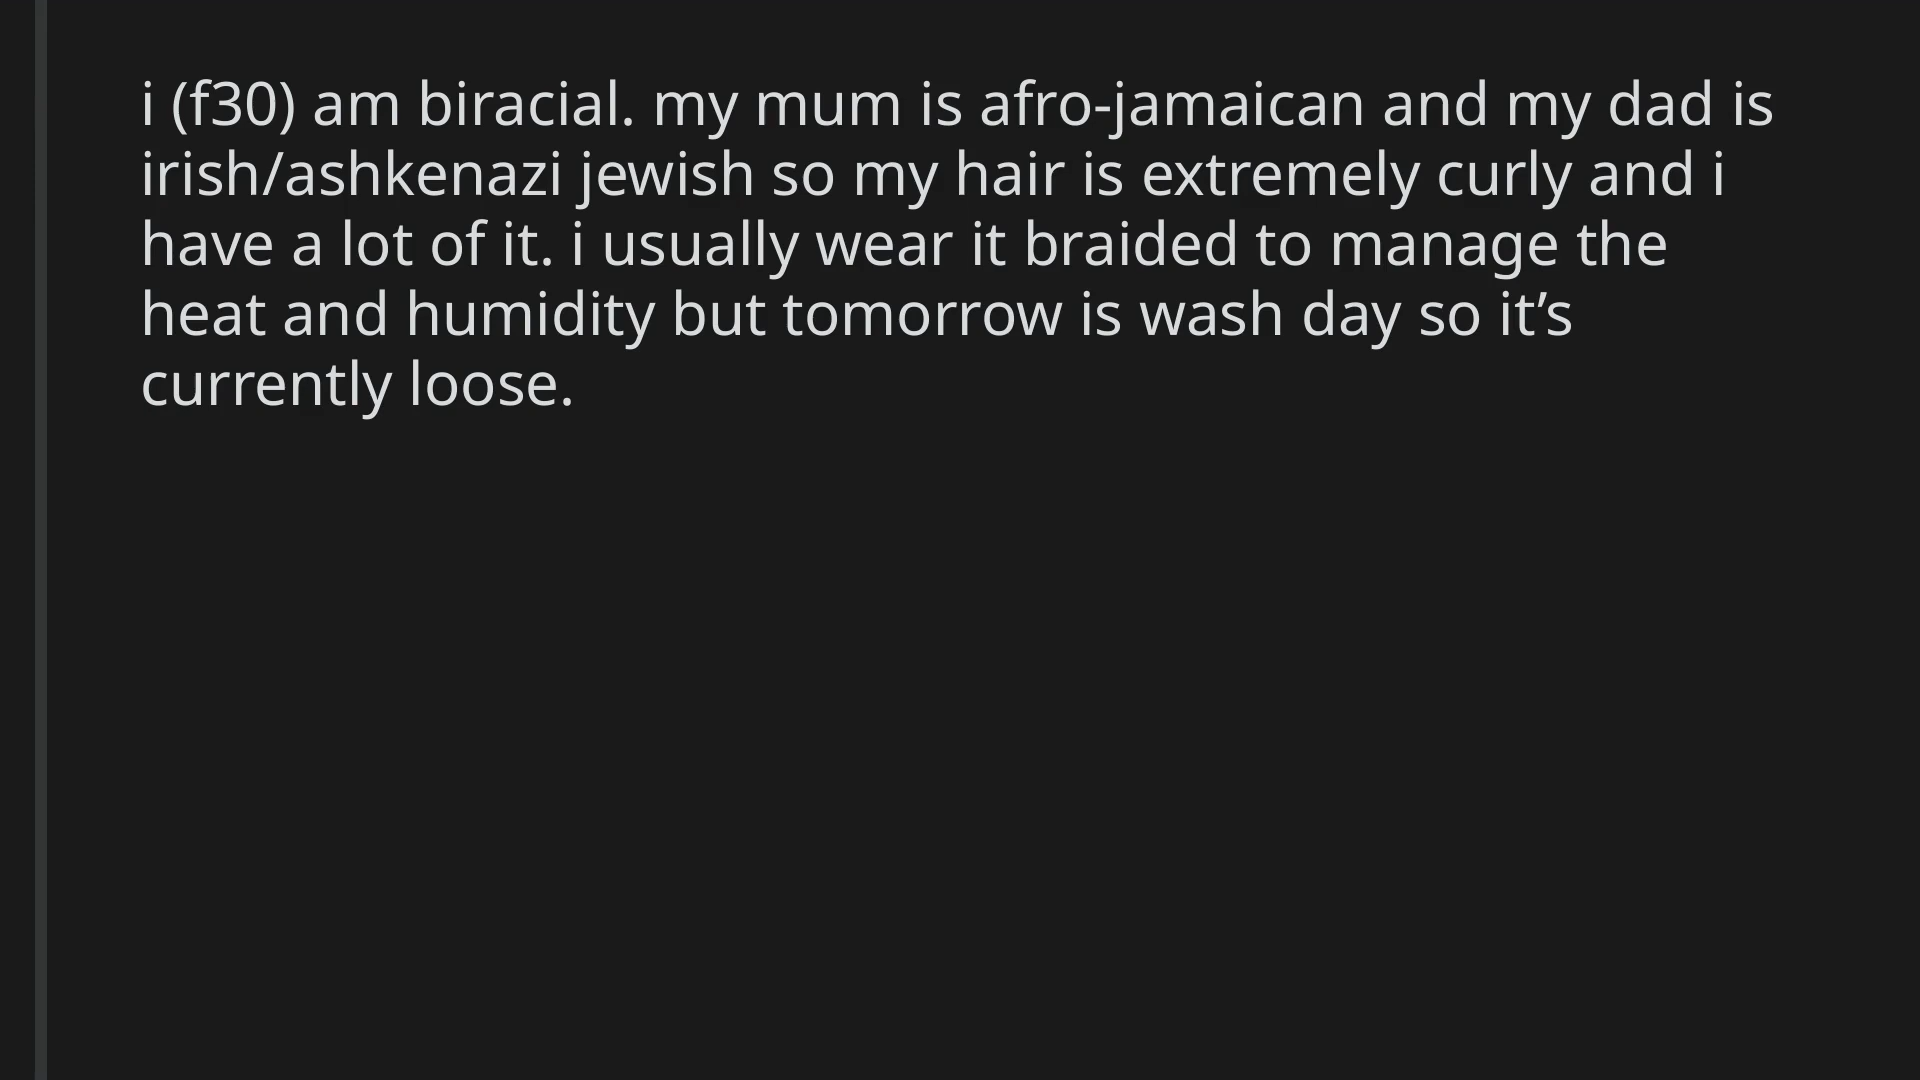 i (f30) am biracial. my mum is afro-jamaican and my dad is
irish/ashkenazi jewish so my hair is extremely curly and i
have a lot of it. i usually wear it braided to manage the
heat and humidity but tomorrow is wash day so it’s
currently loose.